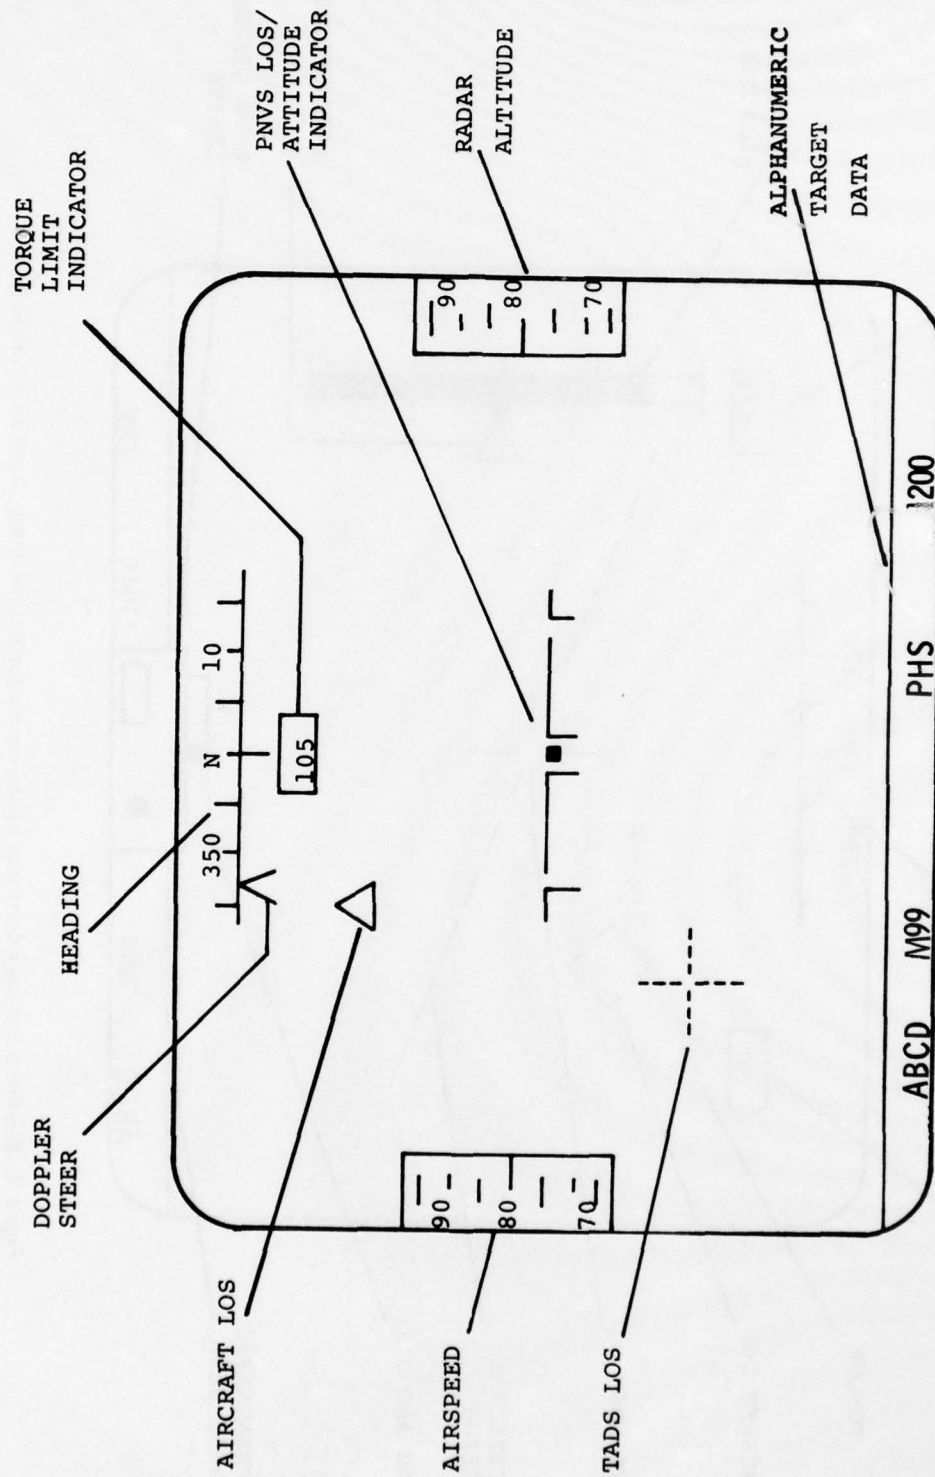 TORQUE
LIMIT
INDICATOR
HEADING
DOPPLER
STEER
PNVS LOS/
ATTITUDE
INDICATOR
350 N 10
105
AIRCRAFT LOS
RADAR
ALTITUDE
90
80
70
90
80
70
AIRSPEED
TADS LOS
ALPHANUMERIC
TARGET
DATA
ABCD M99 PHS 1200